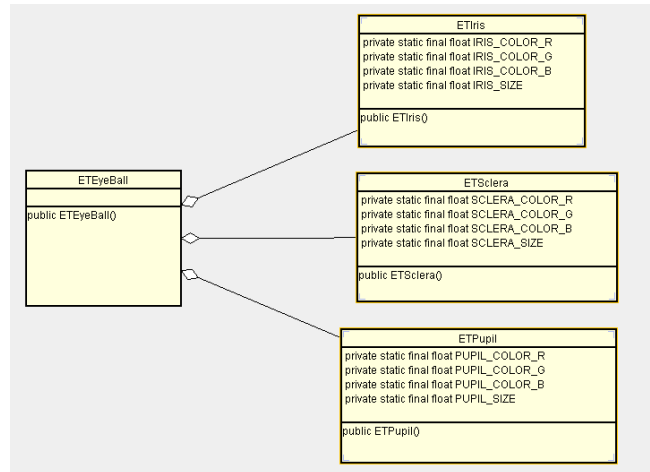 ETIris
private static final float IRIS_COLOR_R
private static final float IRIS_COLOR_G
private static final float IRIS_COLOR_B
private static final float IRIS_SIZE
public ETIris()
ETEyeBall
public ETEyeBall()
ETSclera
private static final float SCLERA_COLOR_R
private static final float SCLERA_COLOR_G
private static final float SCLERA_COLOR_B
private static final float SCLERA_SIZE
public ETSclera()
ETPupil
private static final float PUPIL_COLOR_R
private static final float PUPIL_COLOR_G
private static final float PUPIL_COLOR_B
private static final float PUPIL_SIZE
public ETPupil()